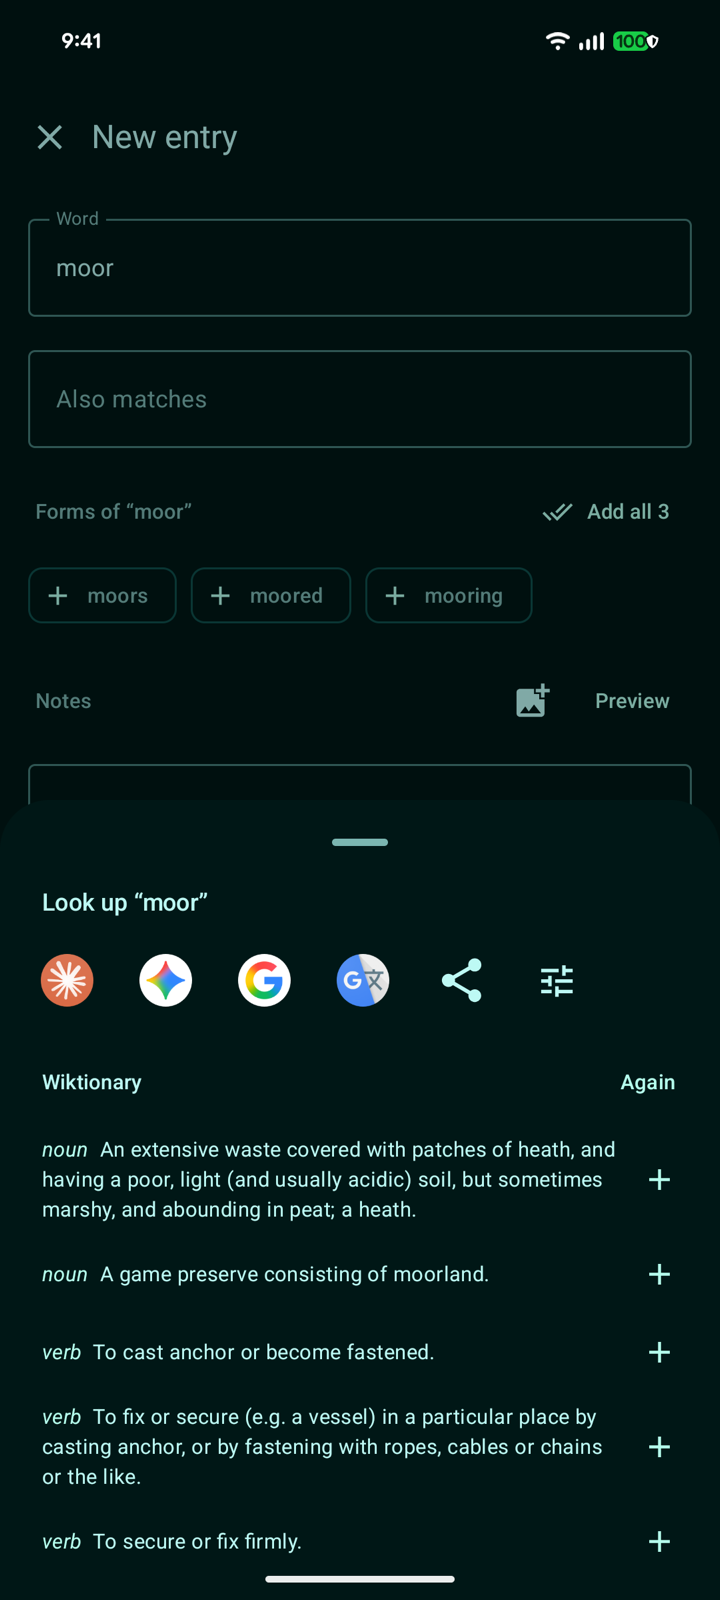 9:41
100
New entry
Word
moor
Also matches
Forms of “moor”
Add all 3
moors
moored
mooring
Notes
Preview
Look up “moor”
Wiktionary
Again
noun An extensive waste covered with patches of heath, and
having a poor, light (and usually acidic) soil, but sometimes
marshy, and abounding in peat; a heath.
noun A game preserve consisting of moorland.
verb To cast anchor or become fastened.
verb To fix or secure (e.g. a vessel) in a particular place by
casting anchor, or by fastening with ropes, cables or chains
or the like.
verb To secure or fix firmly.